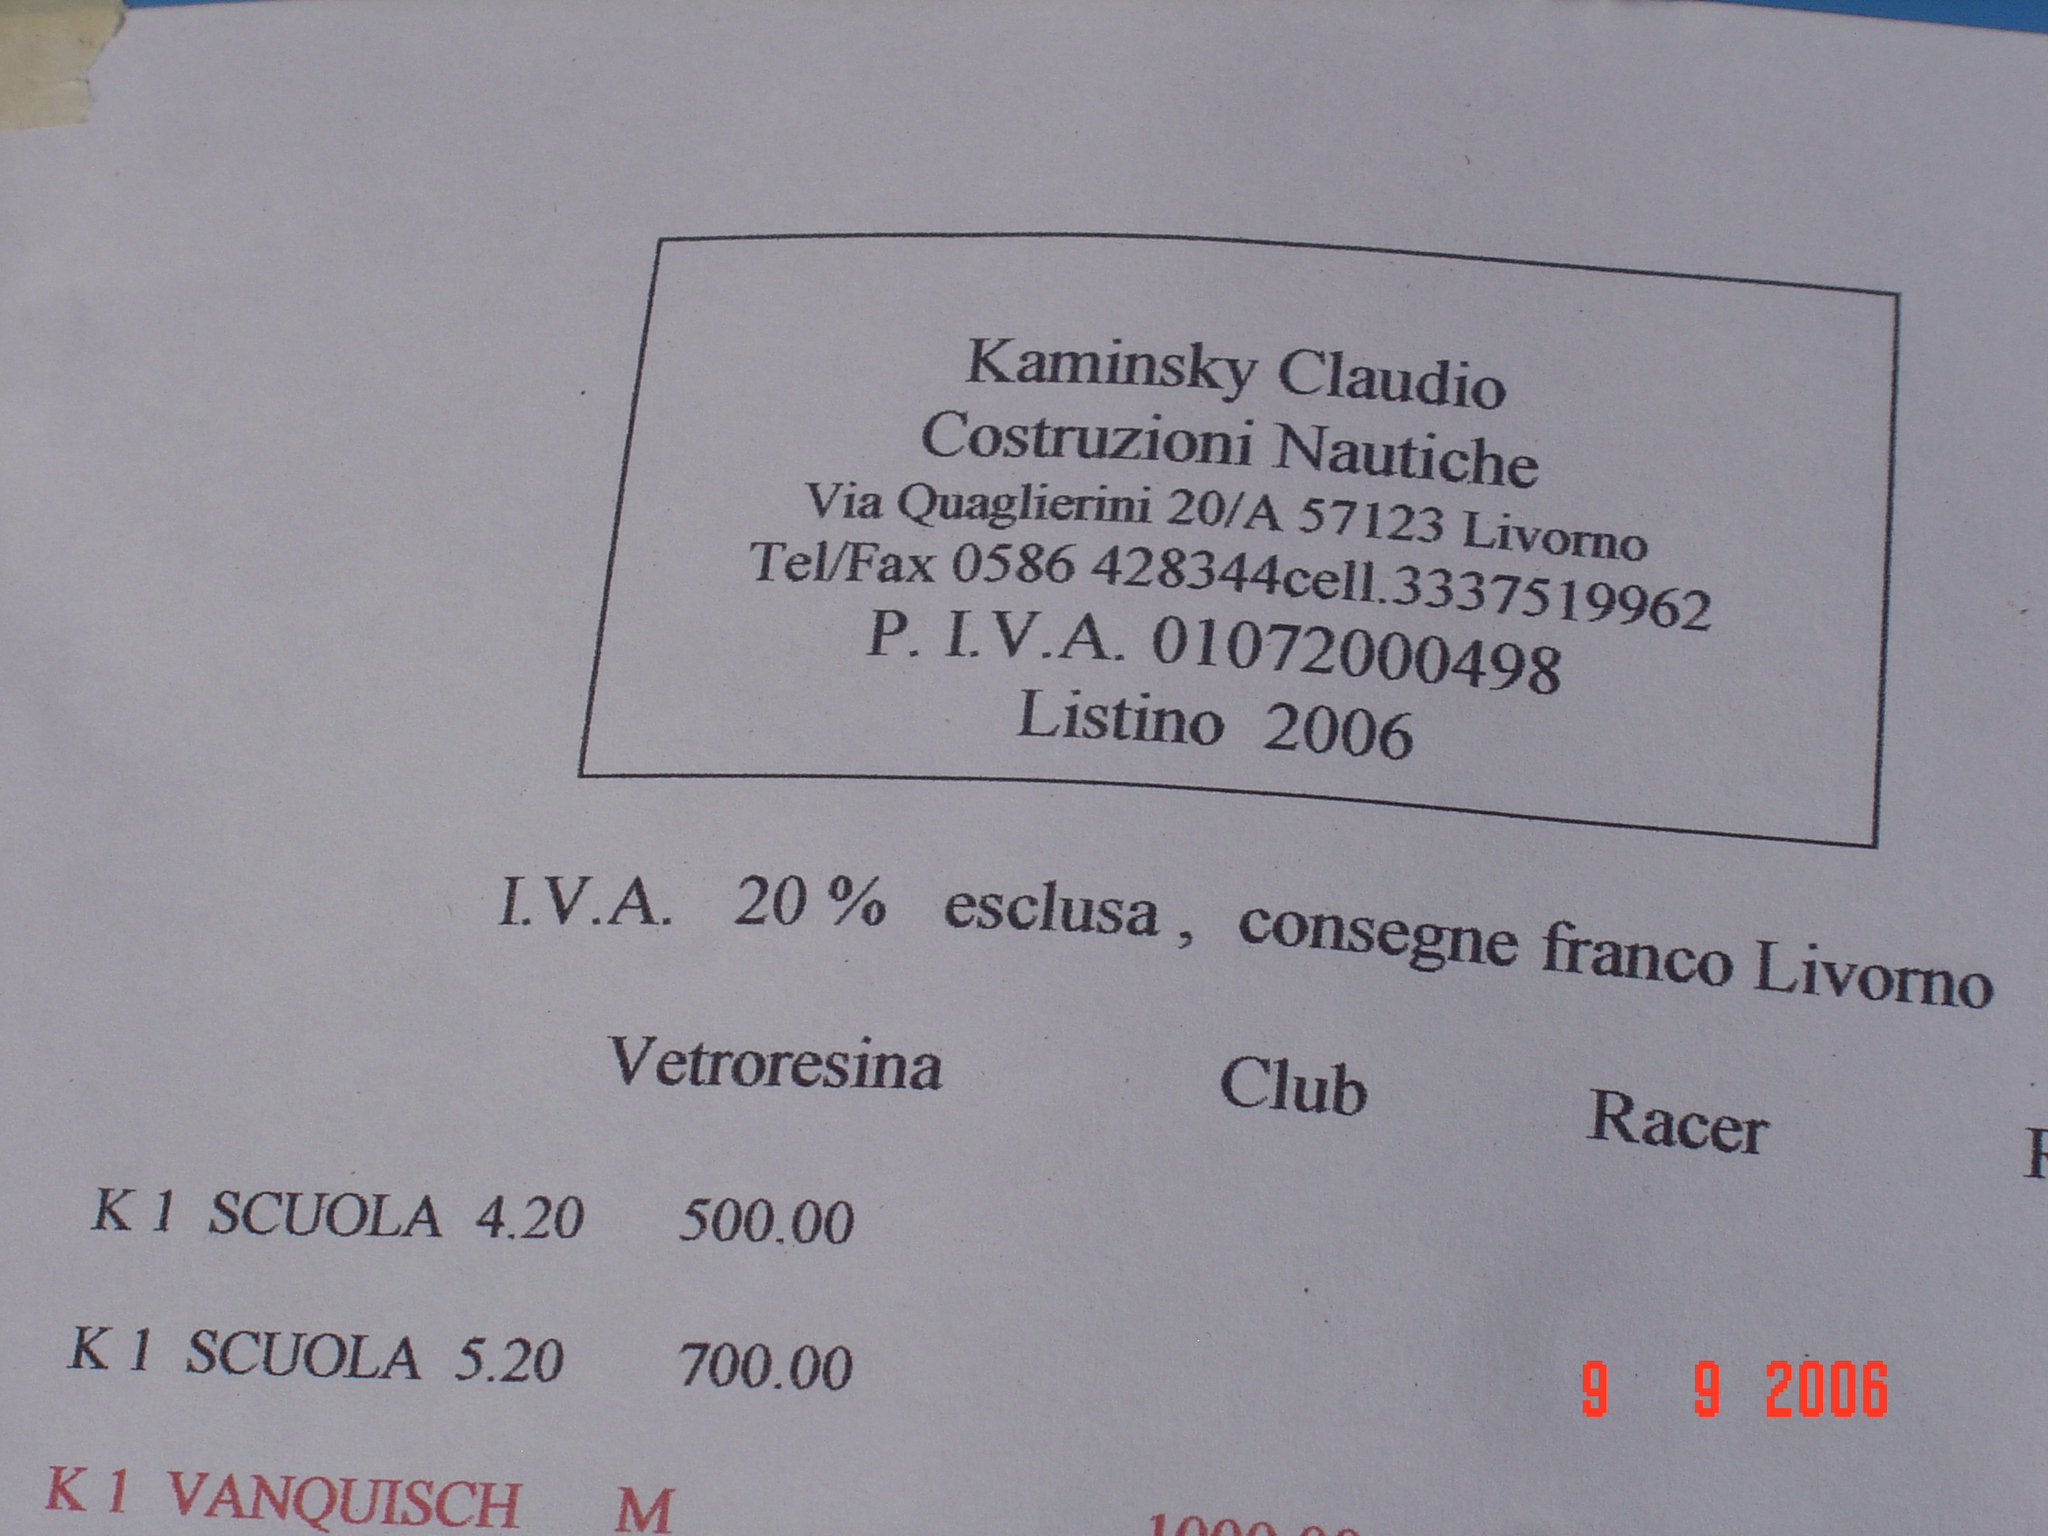 Kaminsky Claudio
Costruzioni Nautiche
Via Quaglierini 20/A 57123 Livorno
Tel/Fax 0586 428344cell.3337519962
P. I.V.A. 01072000498
Listino 2006
I.V.A. 20 % esclusa , consegne franco Livorno
Vetroresina Club Racer
K 1 SCUOLA 4.20 500.00
K 1 SCUOLA 5.20 700.00
9 9 2006
K 1 VANQUISCH M 1000.00